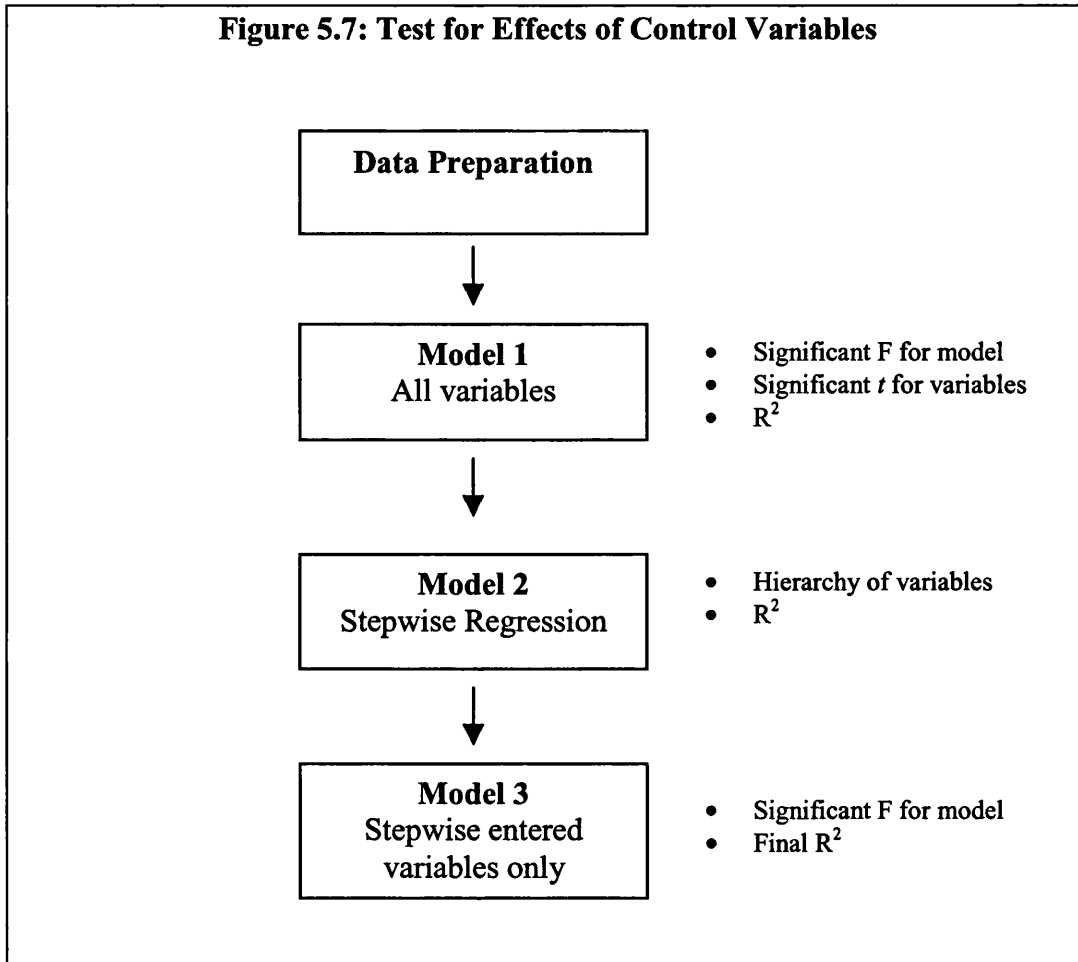 Figure 5.7: Test for Effects of Control Variables
Data Preparation
Model 1
All variables
• Significant F for model
• Significant t for variables
• R²
Model 2
Stepwise Regression
• Hierarchy of variables
• R²
Model 3
Stepwise entered
variables only
• Significant F for model
• Final R²